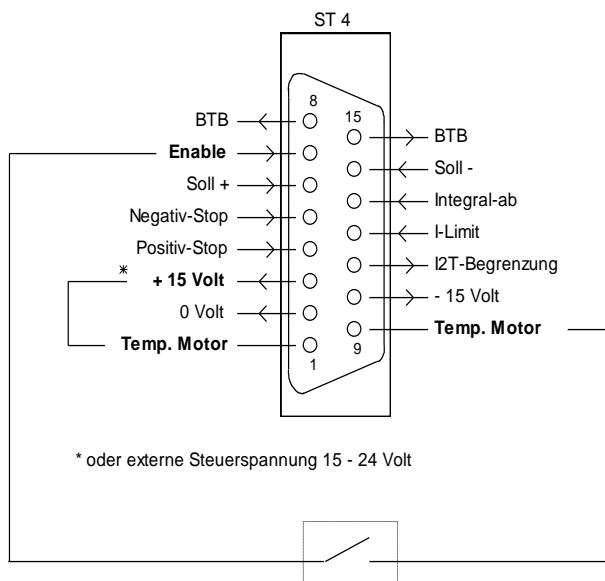 ST 4
8
15
BTB
BTB
Enable
Soll -
Soll +
Integral-ab
Negativ-Stop
I-Limit
Positiv-Stop
I2T-Begrenzung
* + 15 Volt
- 15 Volt
0 Volt
Temp. Motor
Temp. Motor
1
9
* oder externe Steuerspannung 15 - 24 Volt